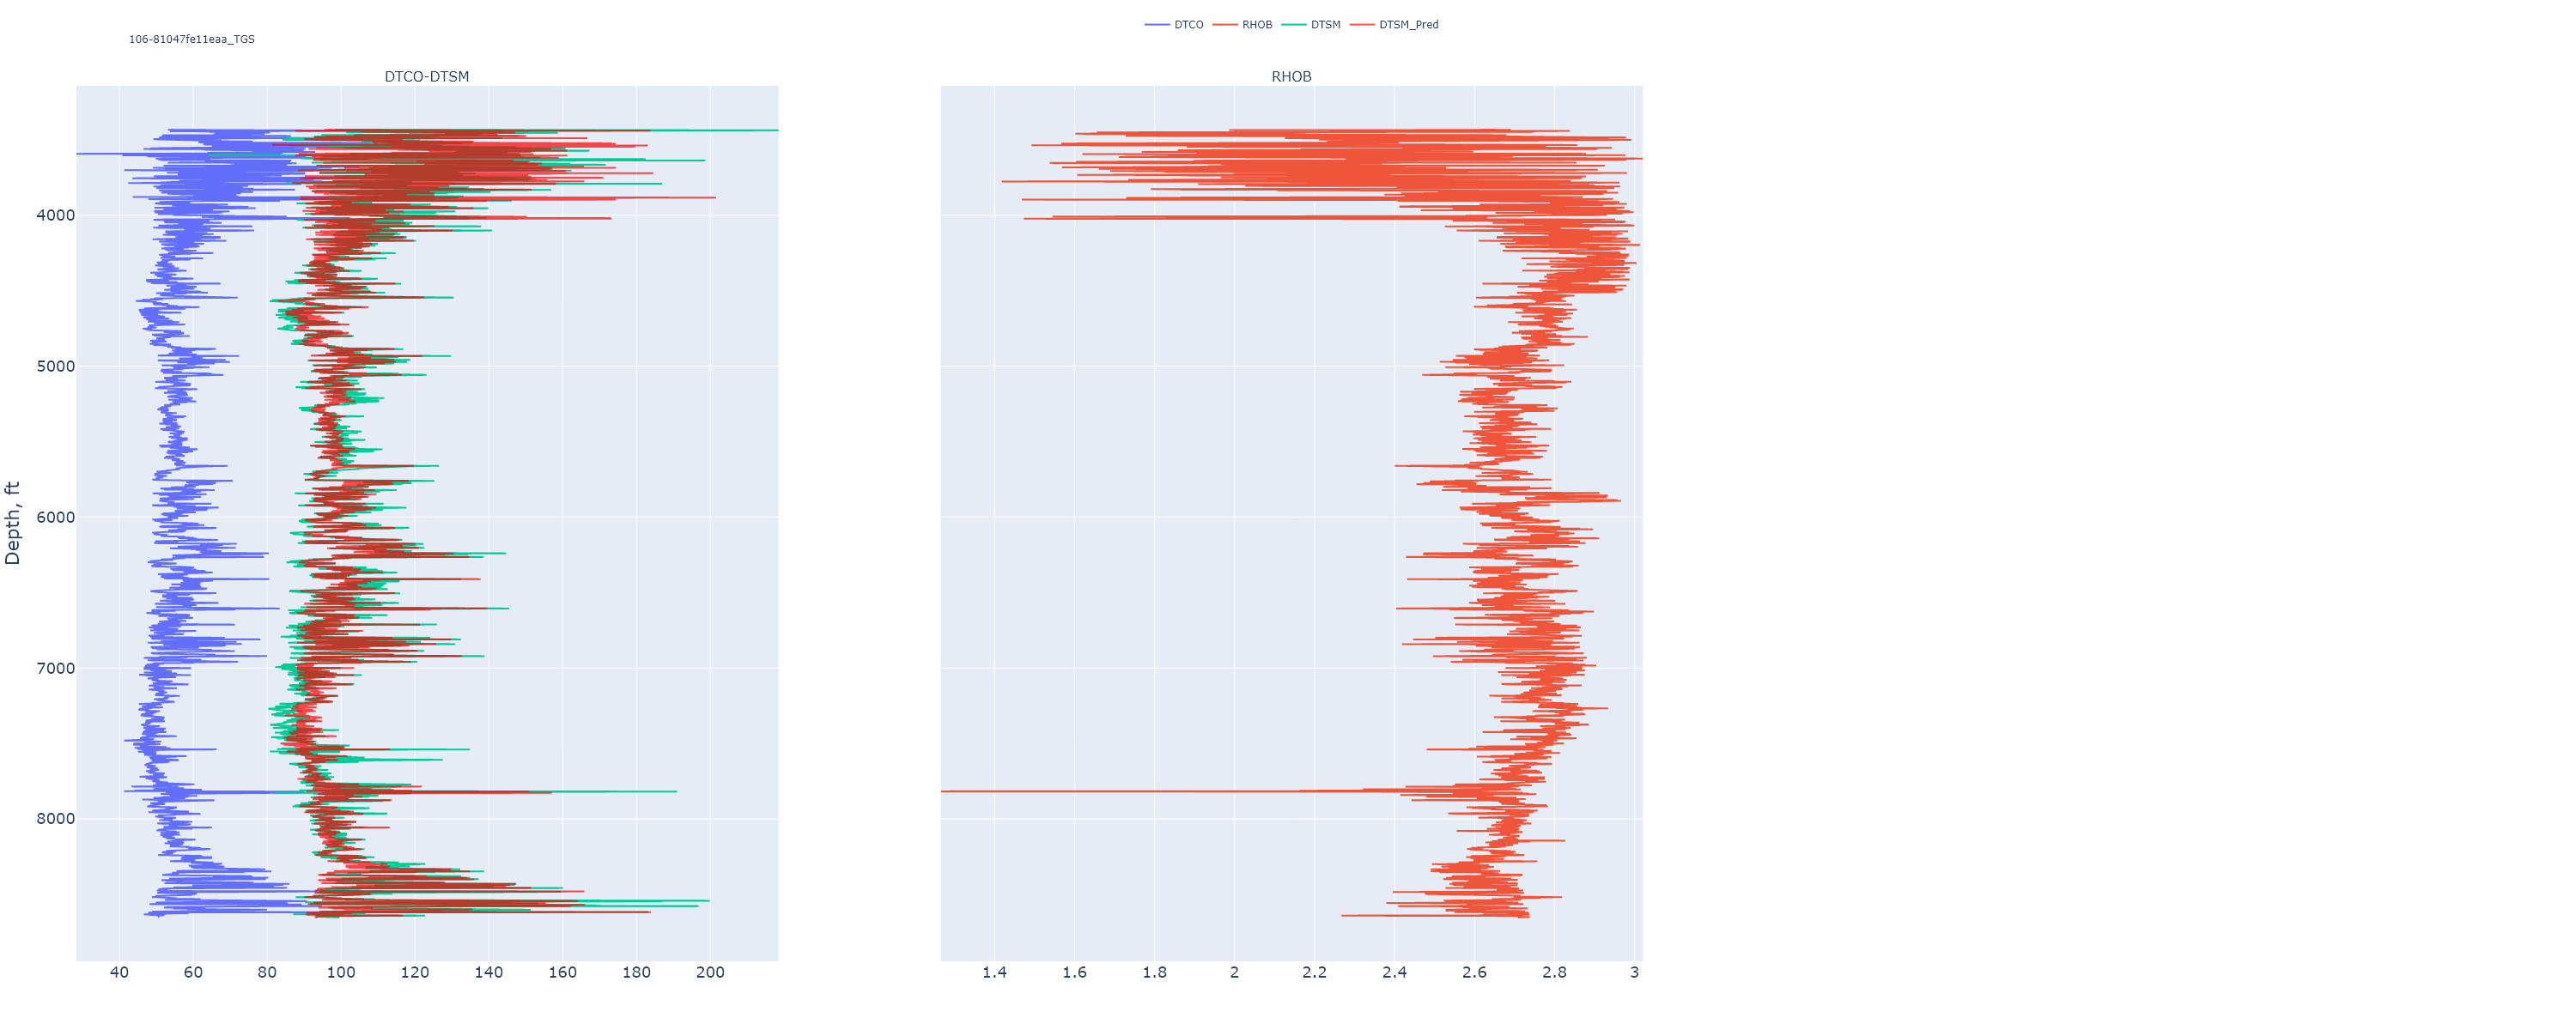 DTCO RHOB DTSM DTSM_Pred
106-81047fe11eaa_TGS
DTCO-DTSM
RHOB
4000
5000
6000
7000
8000
Depth, ft
40 60 80 100 120 140 160 180 200
1.4 1.6 1.8 2 2.2 2.4 2.6 2.8 3